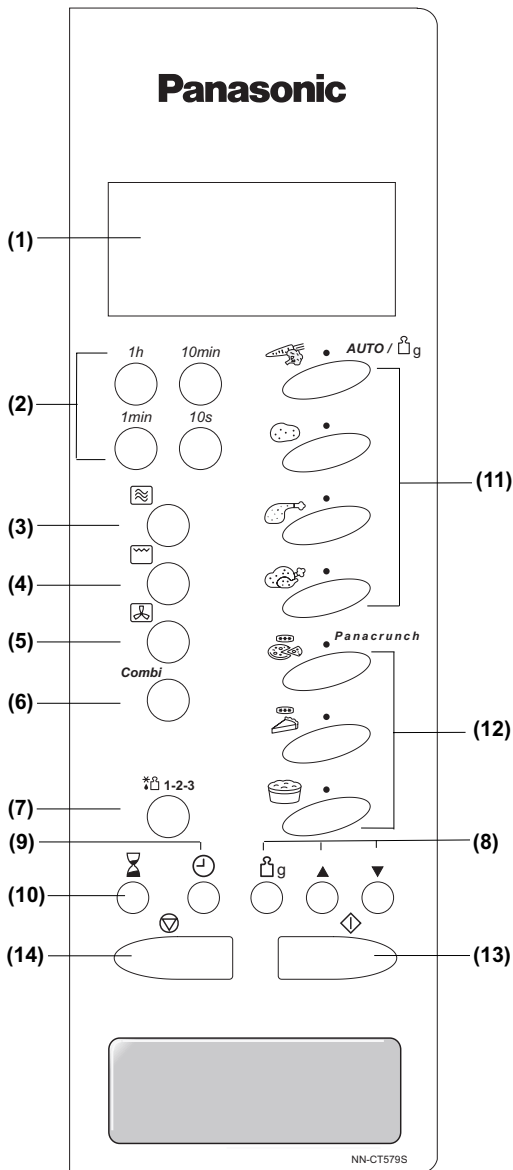 Panasonic
(1)
1h 10min
AUTO / g
(2)
1min 10s
(11)
(3)
(4)
(5)
Panacrunch
Combi
(6)
(12)
(7)
1-2-3
(9)
(8)
g ▲ ▼
(10)
(14)
(13)
NN-CT579S